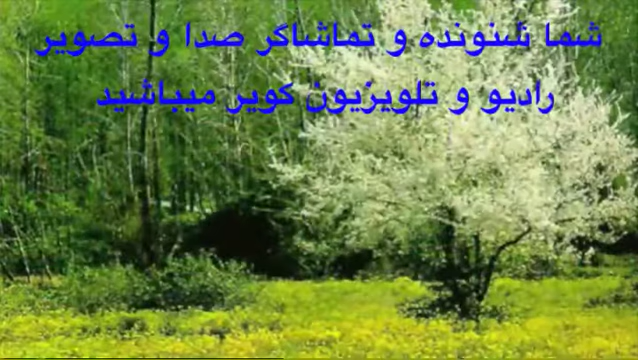 شما شنونده و تماشاگر صدا و تصویر
رادیو و تلویزیون کویر میباشید